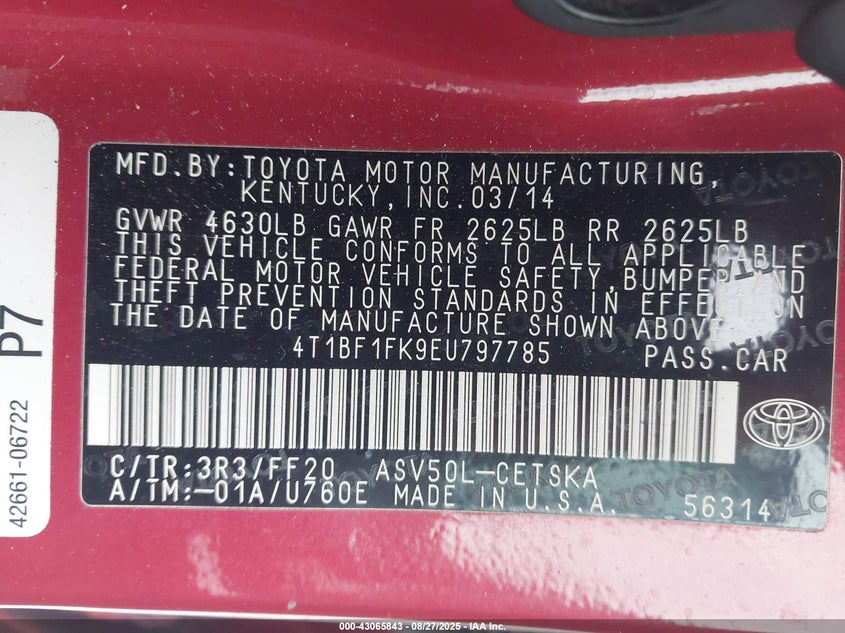 MFD.BY:TOYOTA MOTOR MANUFACTURING,
KENTUCKY,INC.03/14
GVWR 4630LB GAWR FR 2625LB RR 2625LB
THIS VEHICLE CONFORMS TO ALL APPLICABLE
FEDERAL MOTOR VEHICLE SAFETY,BUMPER,AND
THEFT PREVENTION STANDARDS IN EFFECT ON
THE DATE OF MANUFACTURE SHOWN ABOVE.
4T1BF1FK9EU797785 PASS.CAR
C/TR:3R3/FF20 ASV50L-CETSKA
A/TM:-01A/U760E MADE IN U.S.A. 56314
TOYOTA
P7
42661-06722
000-43065843 - 08/27/2025 - IAA Inc.